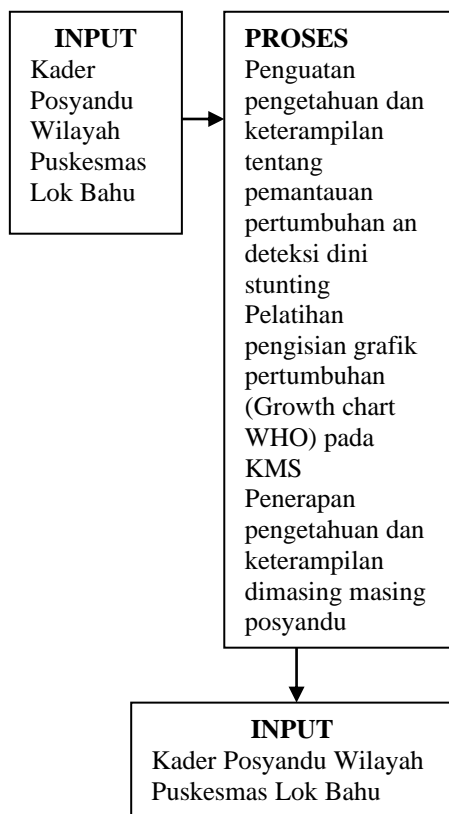 INPUT
Kader
Posyandu
Wilayah
Puskesmas
Lok Bahu
PROSES
Penguatan
pengetahuan dan
keterampilan
tentang
pemantauan
pertumbuhan an
deteksi dini
stunting
Pelatihan
pengisian grafik
pertumbuhan
(Growth chart
WHO) pada
KMS
Penerapan
pengetahuan dan
keterampilan
dimasing masing
posyandu
INPUT
Kader Posyandu Wilayah
Puskesmas Lok Bahu